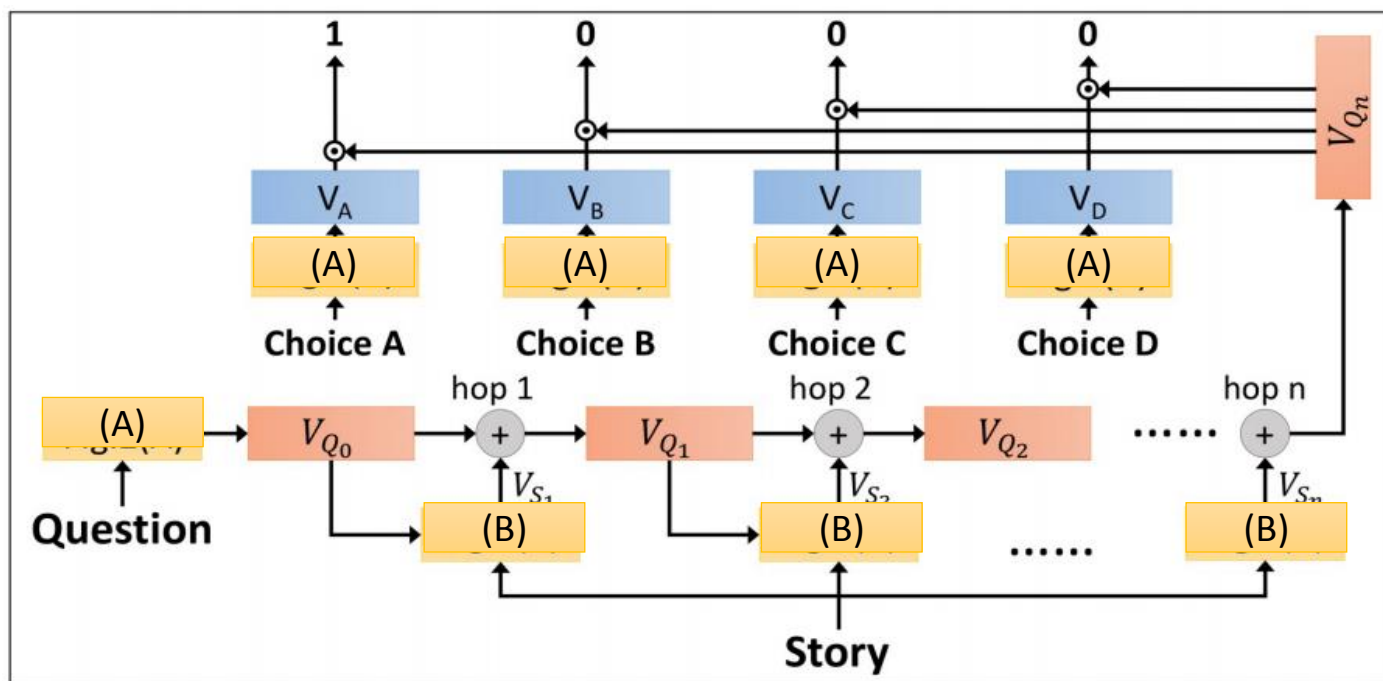 1 0 0 0
V_Qn
V_A V_B V_C V_D
(A) (A) (A) (A)
Choice A Choice B Choice C Choice D
hop 1 hop 2 hop n
(A) V_Q0 + V_Q1 + V_Q2 ...... +
V_S1 V_S2 V_Sn
Question (B) (B) ...... (B)
Story